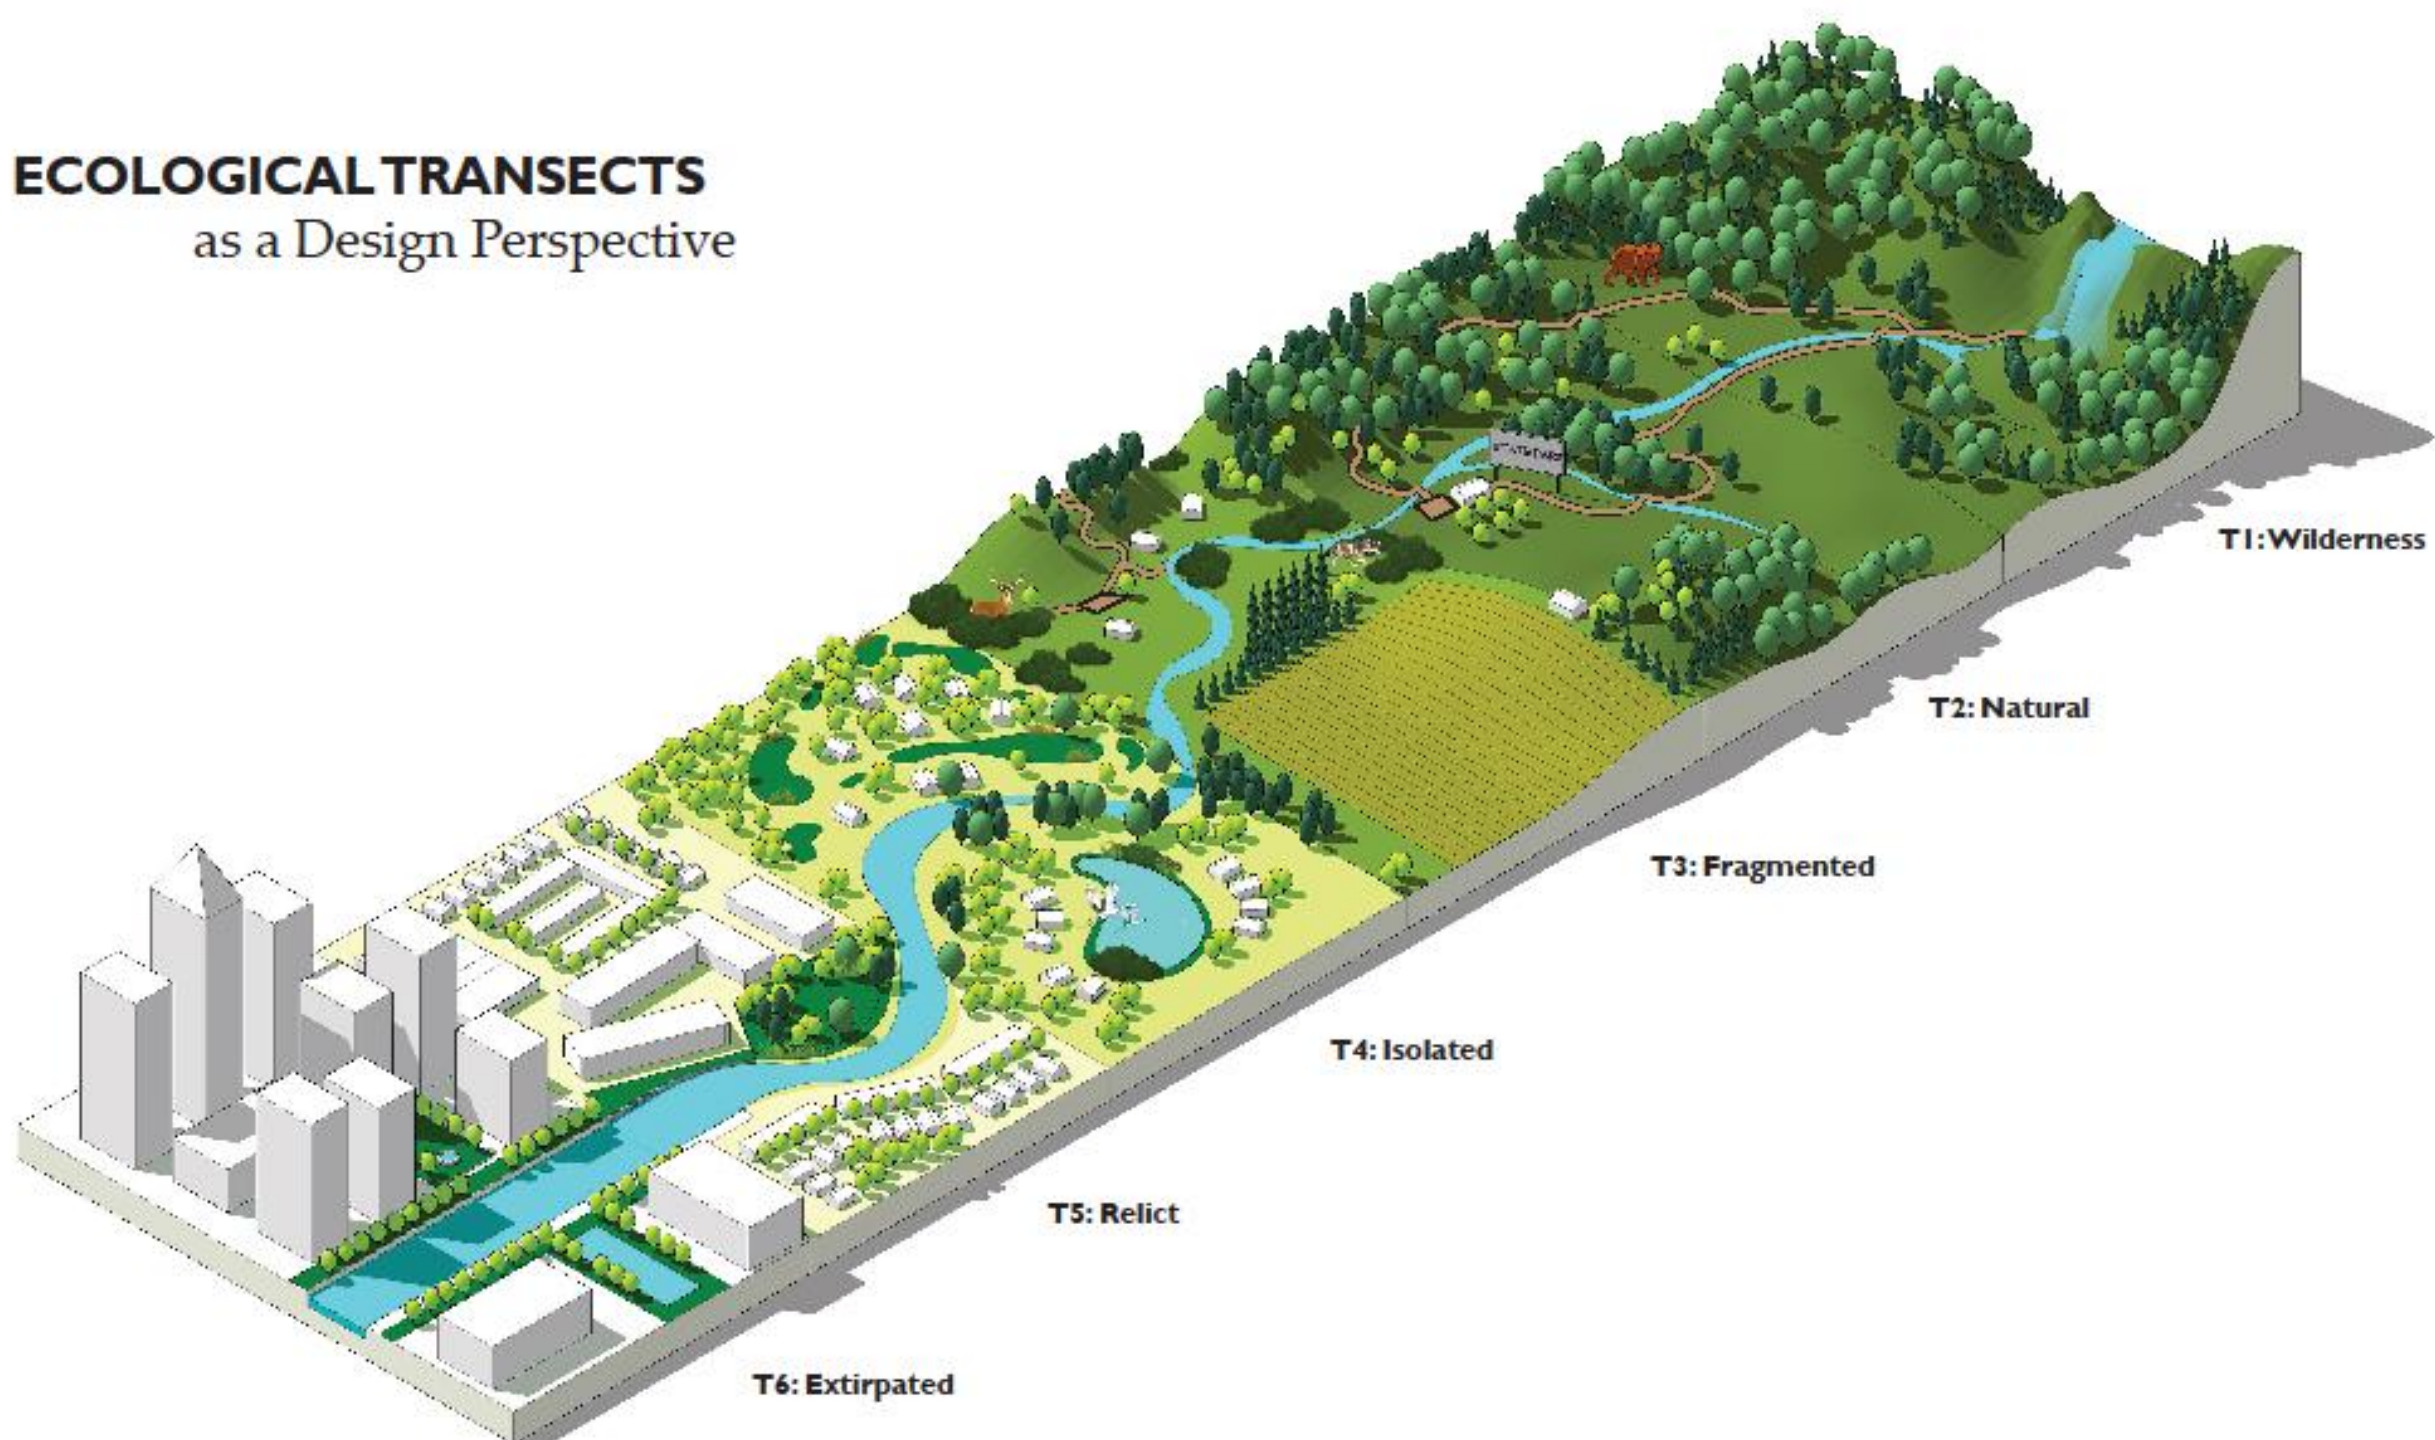 ECOLOGICAL TRANSECTS
as a Design Perspective
T1: Wilderness
T2: Natural
T3: Fragmented
T4: Isolated
T5: Relict
T6: Extirpated